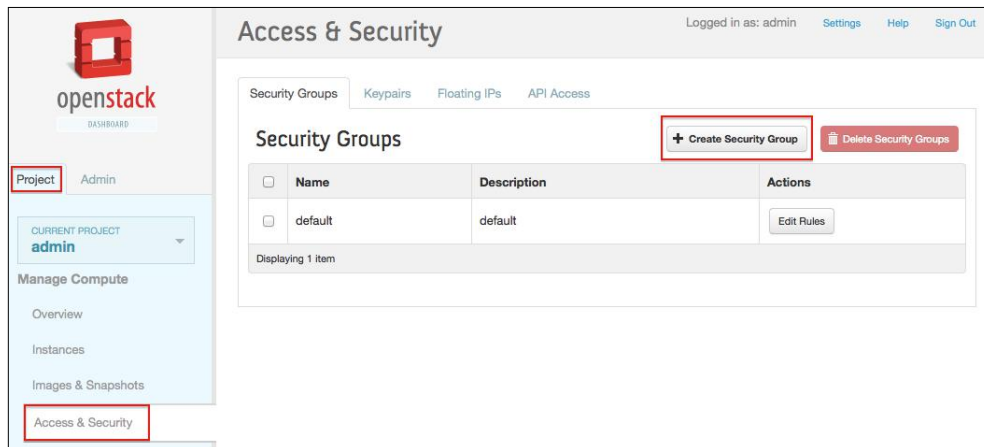 openstack
DASHBOARD
Project Admin
CURRENT PROJECT
admin
Manage Compute
Overview
Instances
Images & Snapshots
Access & Security
Access & Security
Logged in as: admin Settings Help Sign Out
Security Groups Keypairs Floating IPs API Access
Security Groups
+ Create Security Group Delete Security Groups
Name Description Actions
default default Edit Rules
Displaying 1 item